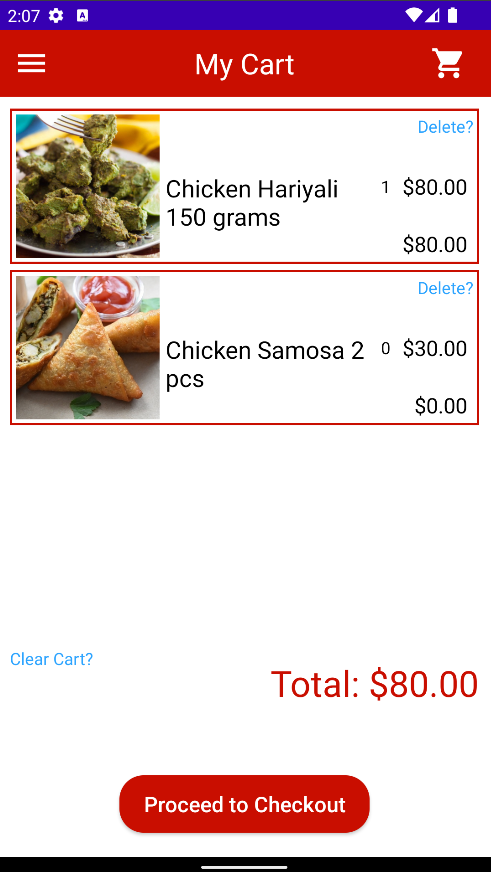 2:07
My Cart
Delete?
Chicken Hariyali 1 $80.00
150 grams
$80.00
Delete?
Chicken Samosa 2 0 $30.00
pcs
$0.00
Clear Cart?
Total: $80.00
Proceed to Checkout